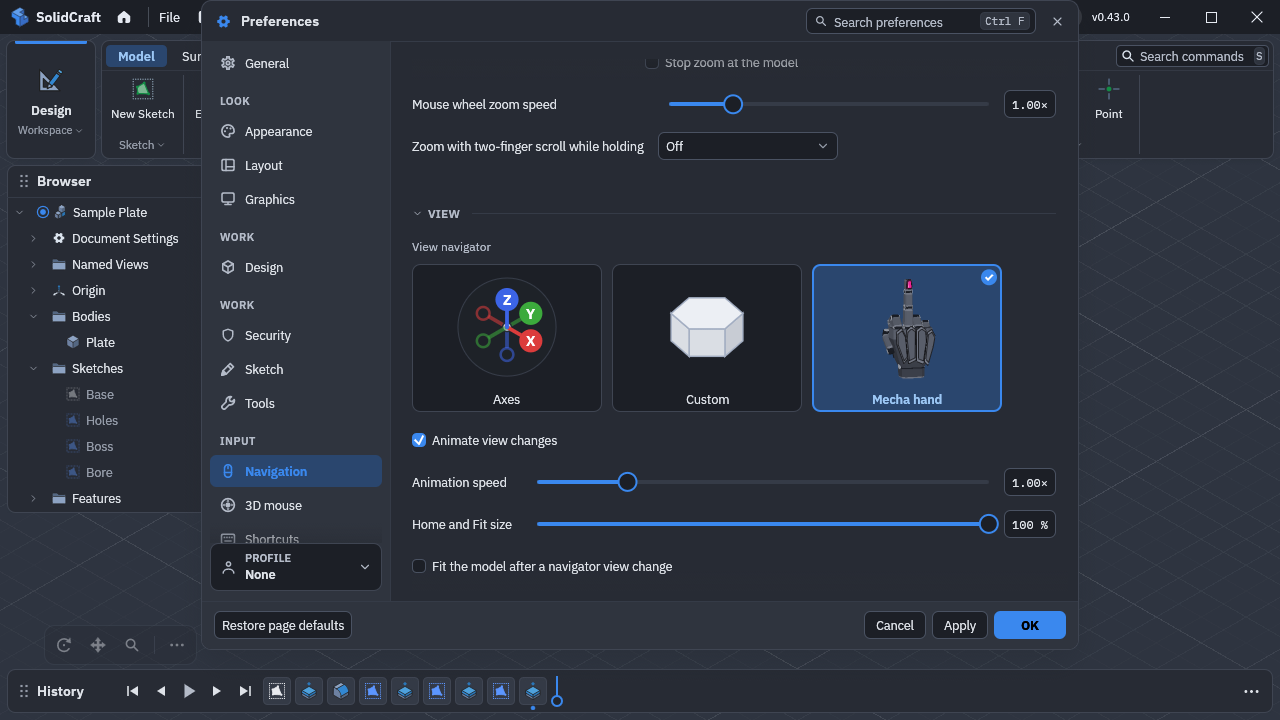 SolidCraft
File
v0.43.0
Model
Sur
Search commands
S
Design
Workspace
New Sketch
E
Sketch
Point
Browser
Sample Plate
Document Settings
Named Views
Origin
Bodies
Plate
Sketches
Base
Holes
Boss
Bore
Features
Preferences
Search preferences
Ctrl F
General
LOOK
Appearance
Layout
Graphics
WORK
Design
WORK
Security
Sketch
Tools
INPUT
Navigation
3D mouse
Shortcuts
PROFILE
None
Stop zoom at the model
Mouse wheel zoom speed
1.00×
Zoom with two-finger scroll while holding
Off
VIEW
View navigator
Z
Y
X
Axes
Custom
Mecha hand
Animate view changes
Animation speed
1.00×
Home and Fit size
100 %
Fit the model after a navigator view change
Restore page defaults
Cancel
Apply
OK
History